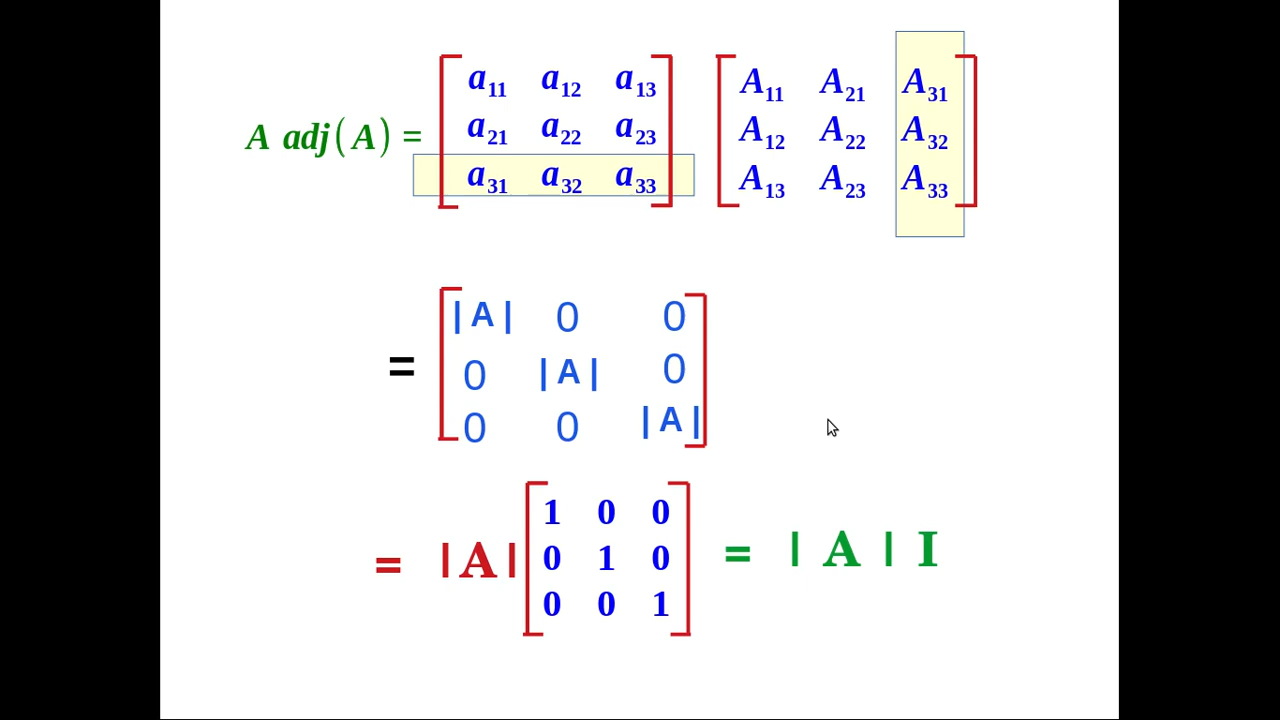 A adj(A) = [a11 a12 a13] [A11 A21 A31]
[a21 a22 a23] [A12 A22 A32]
[a31 a32 a33] [A13 A23 A33]
= [|A| 0 0]
[0 |A| 0]
[0 0 |A|]
= |A| [1 0 0] = | A | I
[0 1 0]
[0 0 1]